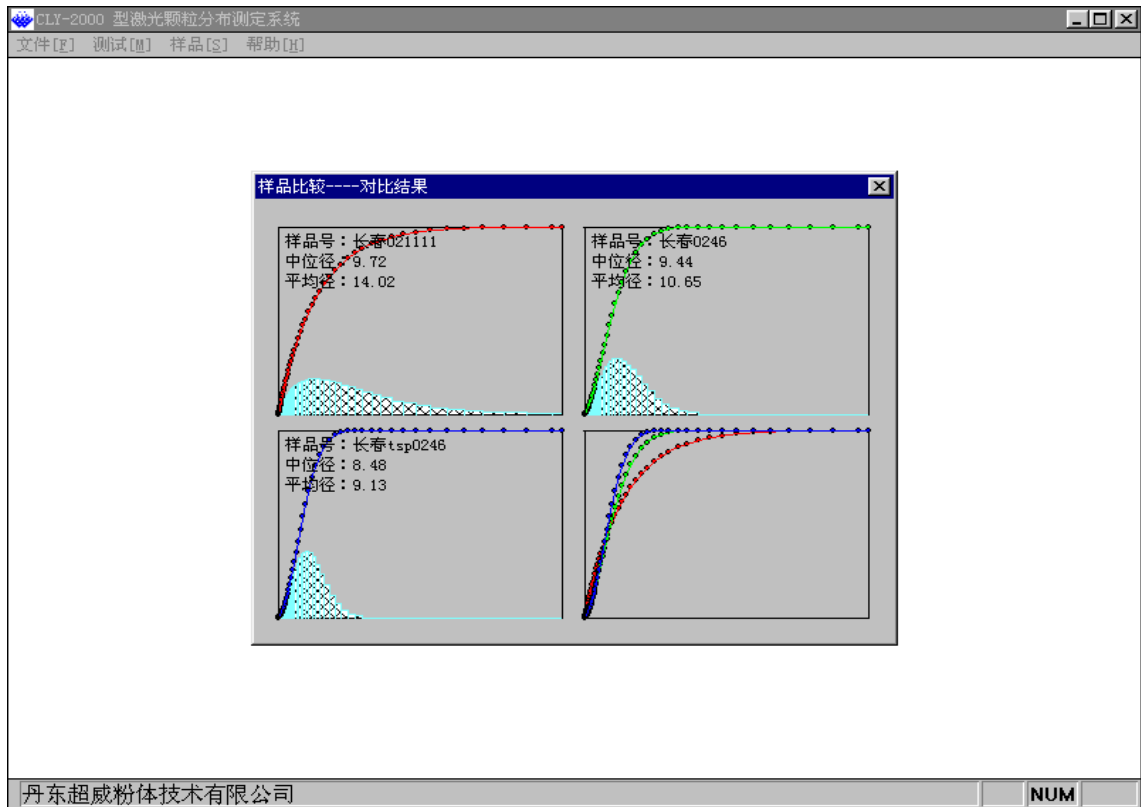 CLY-2000 型激光颗粒分布测定系统
文件[F] 测试[M] 样品[S] 帮助[H]
样品比较----对比结果
样品号：长春021111
中位径：9.72
平均径：14.02
样品号：长春0246
中位径：9.44
平均径：10.65
样品号：长春tsp0246
中位径：8.48
平均径：9.13
丹东超威粉体技术有限公司
NUM